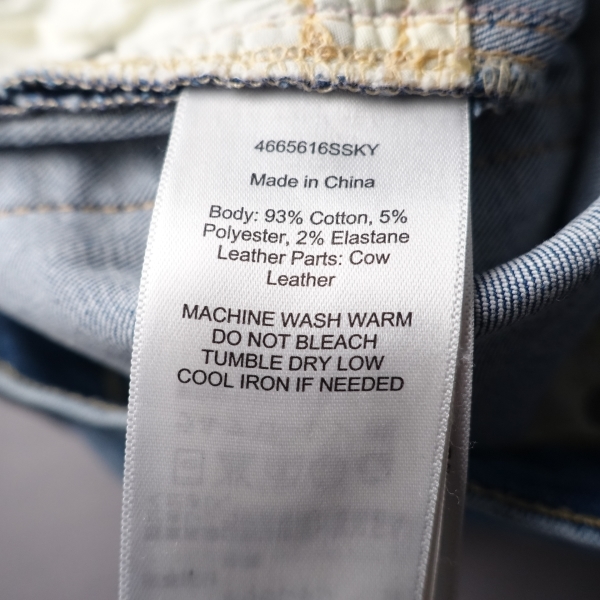 4665616SSKY
Made in China
Body: 93% Cotton, 5%
Polyester, 2% Elastane
Leather Parts: Cow
Leather
MACHINE WASH WARM
DO NOT BLEACH
TUMBLE DRY LOW
COOL IRON IF NEEDED